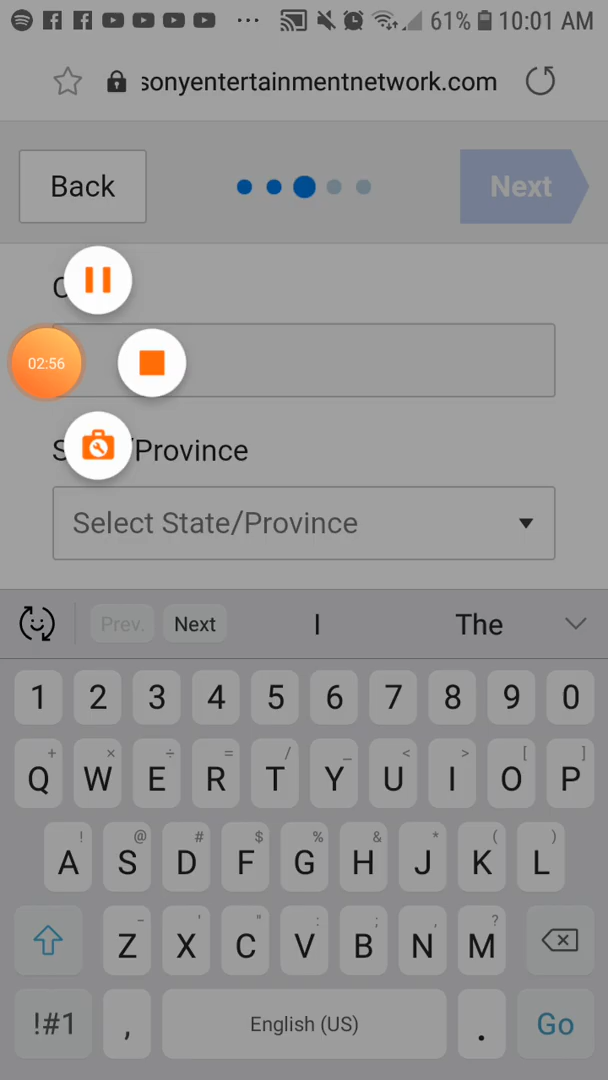 61% 10:01 AM
sonyentertainmentnetwork.com
Back
Next
C
02:56
S /Province
Select State/Province
Prev. Next I The
1 2 3 4 5 6 7 8 9 0
+ × ÷ = / _ < > [ ]
Q W E R T Y U I O P
! @ # $ % & * ( )
A S D F G H J K L
- ' " : ; , ?
Z X C V B N M
!#1 , English (US) . Go